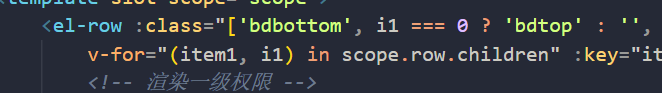 <template slot-scope="scope">
<el-row :class="['bdbottom', i1 === 0 ? 'bdtop' : '',
v-for="(item1, i1) in scope.row.children" :key="it
<!-- 渲染一级权限 -->